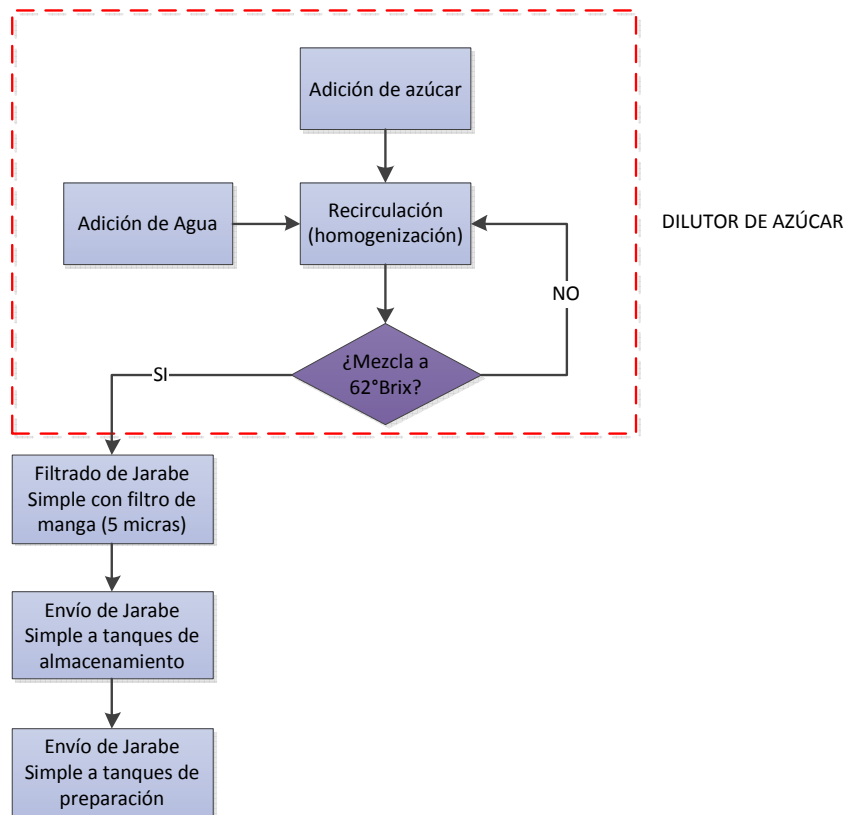 Adición de azúcar
Adición de Agua
Recirculación
(homogenización)
DILUTOR DE AZÚCAR
NO
¿Mezcla a
62°Brix?
SI
Filtrado de Jarabe
Simple con filtro de
manga (5 micras)
Envío de Jarabe
Simple a tanques de
almacenamiento
Envío de Jarabe
Simple a tanques de
preparación